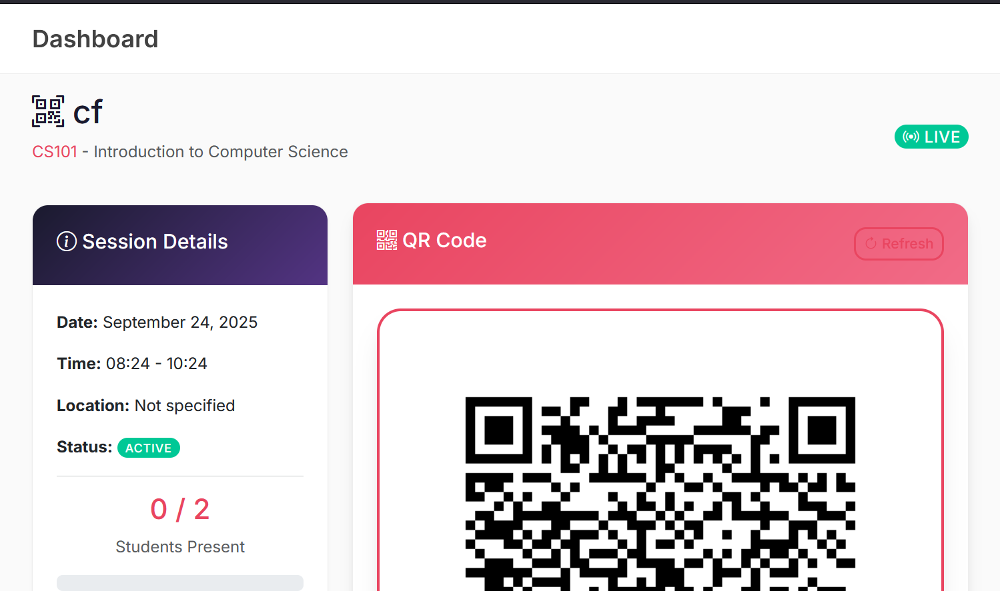 Dashboard
cf
CS101 - Introduction to Computer Science
LIVE
Session Details
Date: September 24, 2025
Time: 08:24 - 10:24
Location: Not specified
Status: ACTIVE
0 / 2
Students Present
QR Code
Refresh